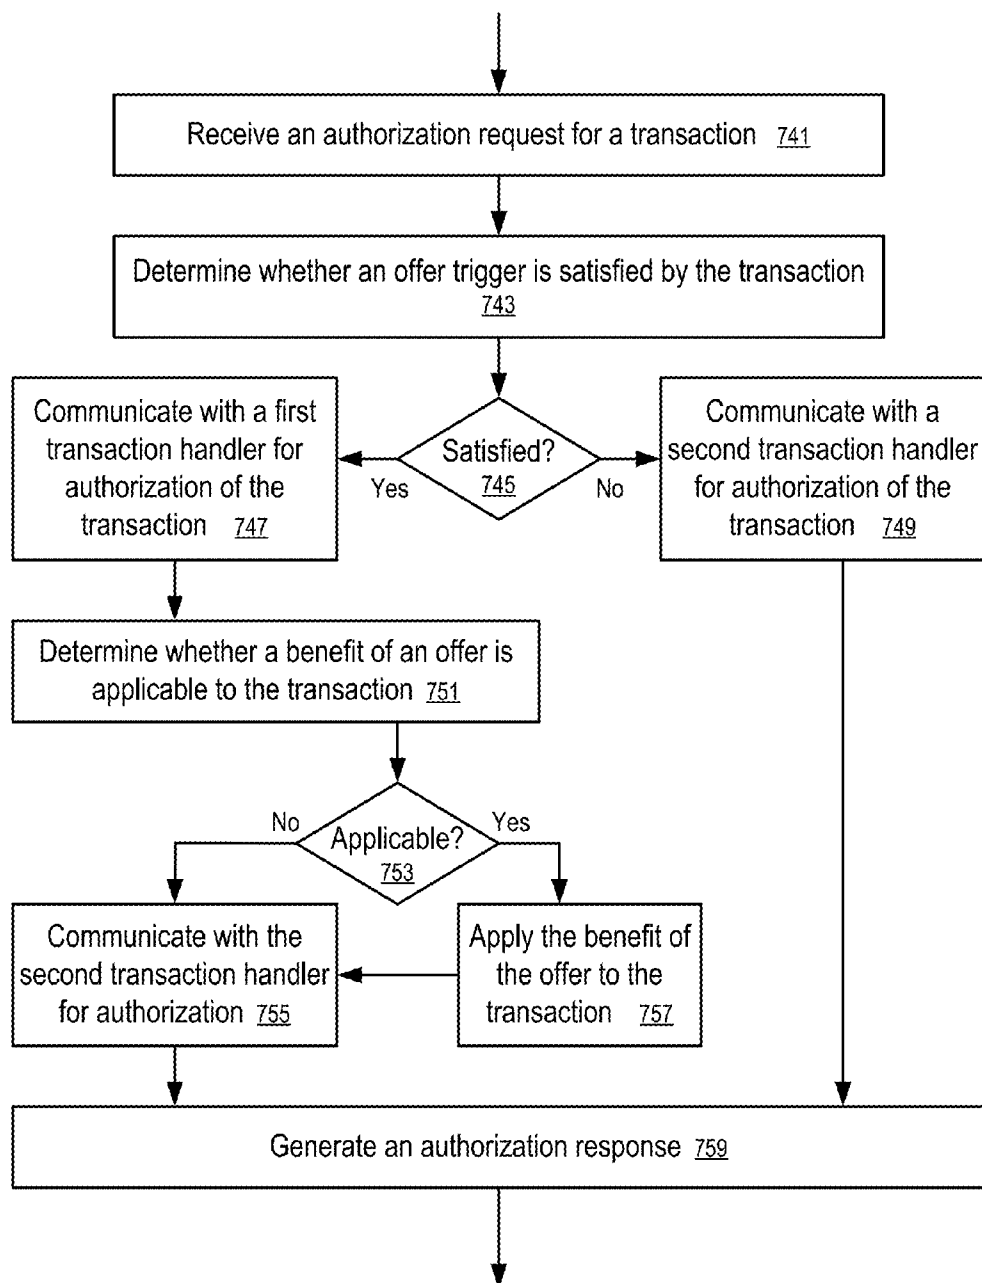 Receive an authorization request for a transaction 741
Determine whether an offer trigger is satisfied by the transaction
743
Communicate with a first
transaction handler for
authorization of the
transaction 747
Satisfied?
745
Yes
No
Communicate with a
second transaction handler
for authorization of the
transaction 749
Determine whether a benefit of an offer is
applicable to the transaction 751
No
Applicable?
753
Yes
Communicate with the
second transaction handler
for authorization 755
Apply the benefit of
the offer to the
transaction 757
Generate an authorization response 759